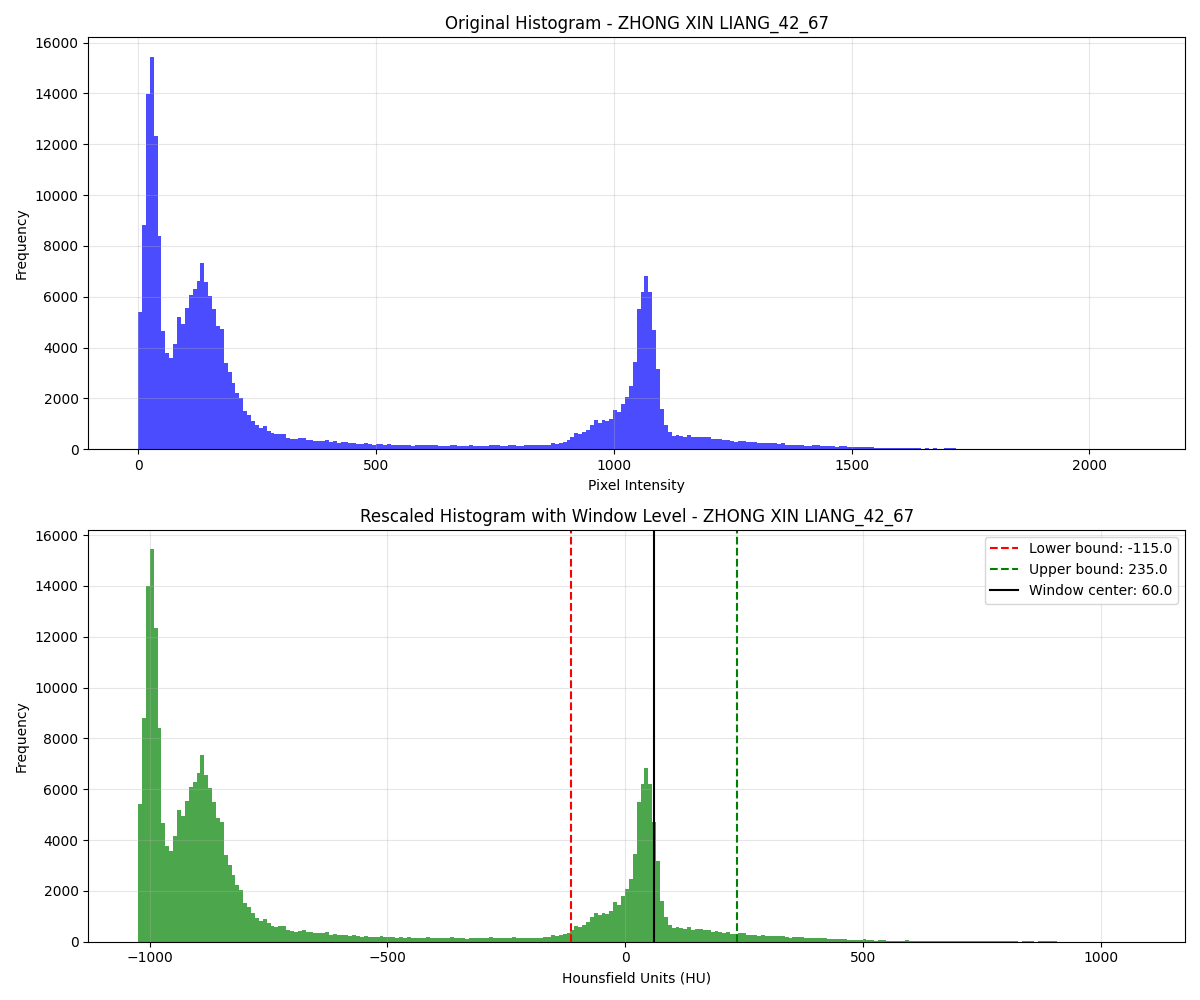 Original Histogram - ZHONG XIN LIANG_42_67
16000
14000
12000
10000
8000
6000
4000
2000
0
Frequency
0 500 1000 1500 2000
Pixel Intensity
Rescaled Histogram with Window Level - ZHONG XIN LIANG_42_67
16000
14000
12000
10000
8000
6000
4000
2000
0
Frequency
Lower bound: -115.0
Upper bound: 235.0
Window center: 60.0
−1000 −500 0 500 1000
Hounsfield Units (HU)